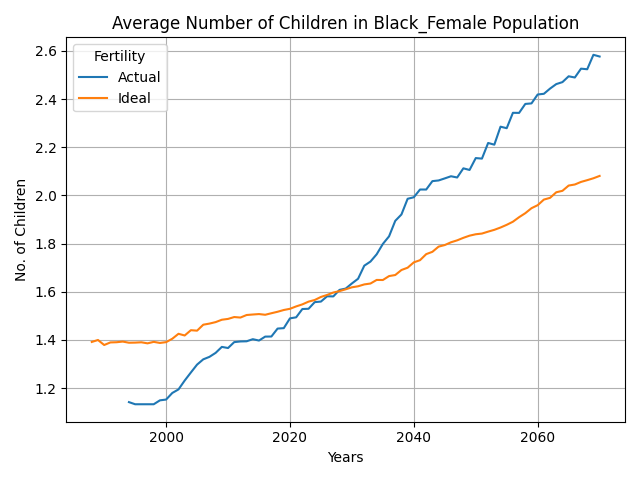 Average Number of Children in Black_Female Population
Fertility
Actual
Ideal
No. of Children
2.6
2.4
2.2
2.0
1.8
1.6
1.4
1.2
2000 2020 2040 2060
Years